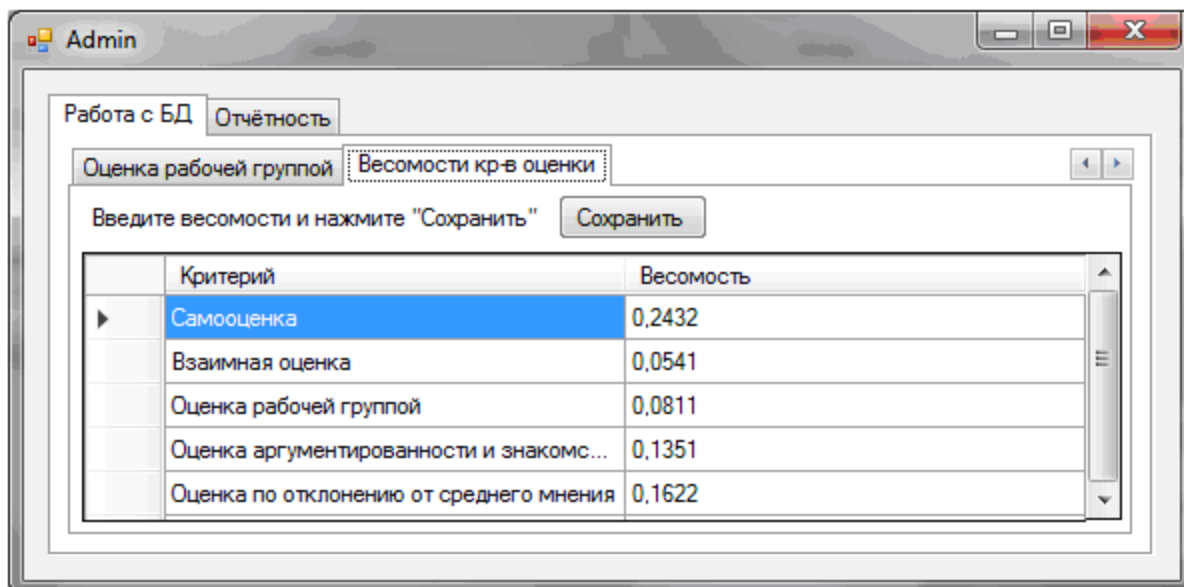 Admin
Работа с БД Отчётность
Оценка рабочей группой Весомости кр-в оценки
Введите весомости и нажмите "Сохранить" Сохранить
Критерий Весомость
Самооценка 0,2432
Взаимная оценка 0,0541
Оценка рабочей группой 0,0811
Оценка аргументированности и знакомс... 0,1351
Оценка по отклонению от среднего мнения 0,1622